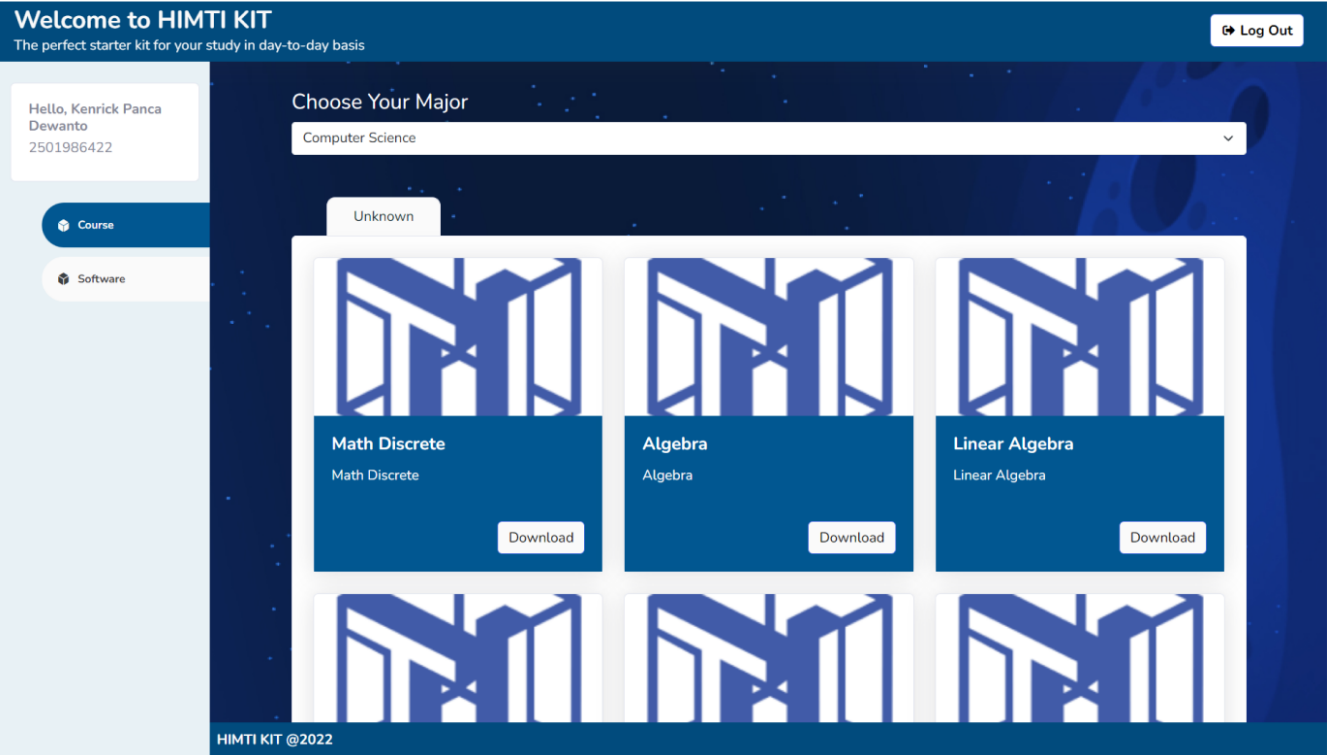 Welcome to HIMTI KIT
The perfect starter kit for your study in day-to-day basis
Log Out
Hello, Kenrick Panca
Dewanto
2501986422
Course
Software
Choose Your Major
Computer Science
Unknown
Math Discrete
Math Discrete
Download
Algebra
Algebra
Download
Linear Algebra
Linear Algebra
Download
HIMTI KIT @2022